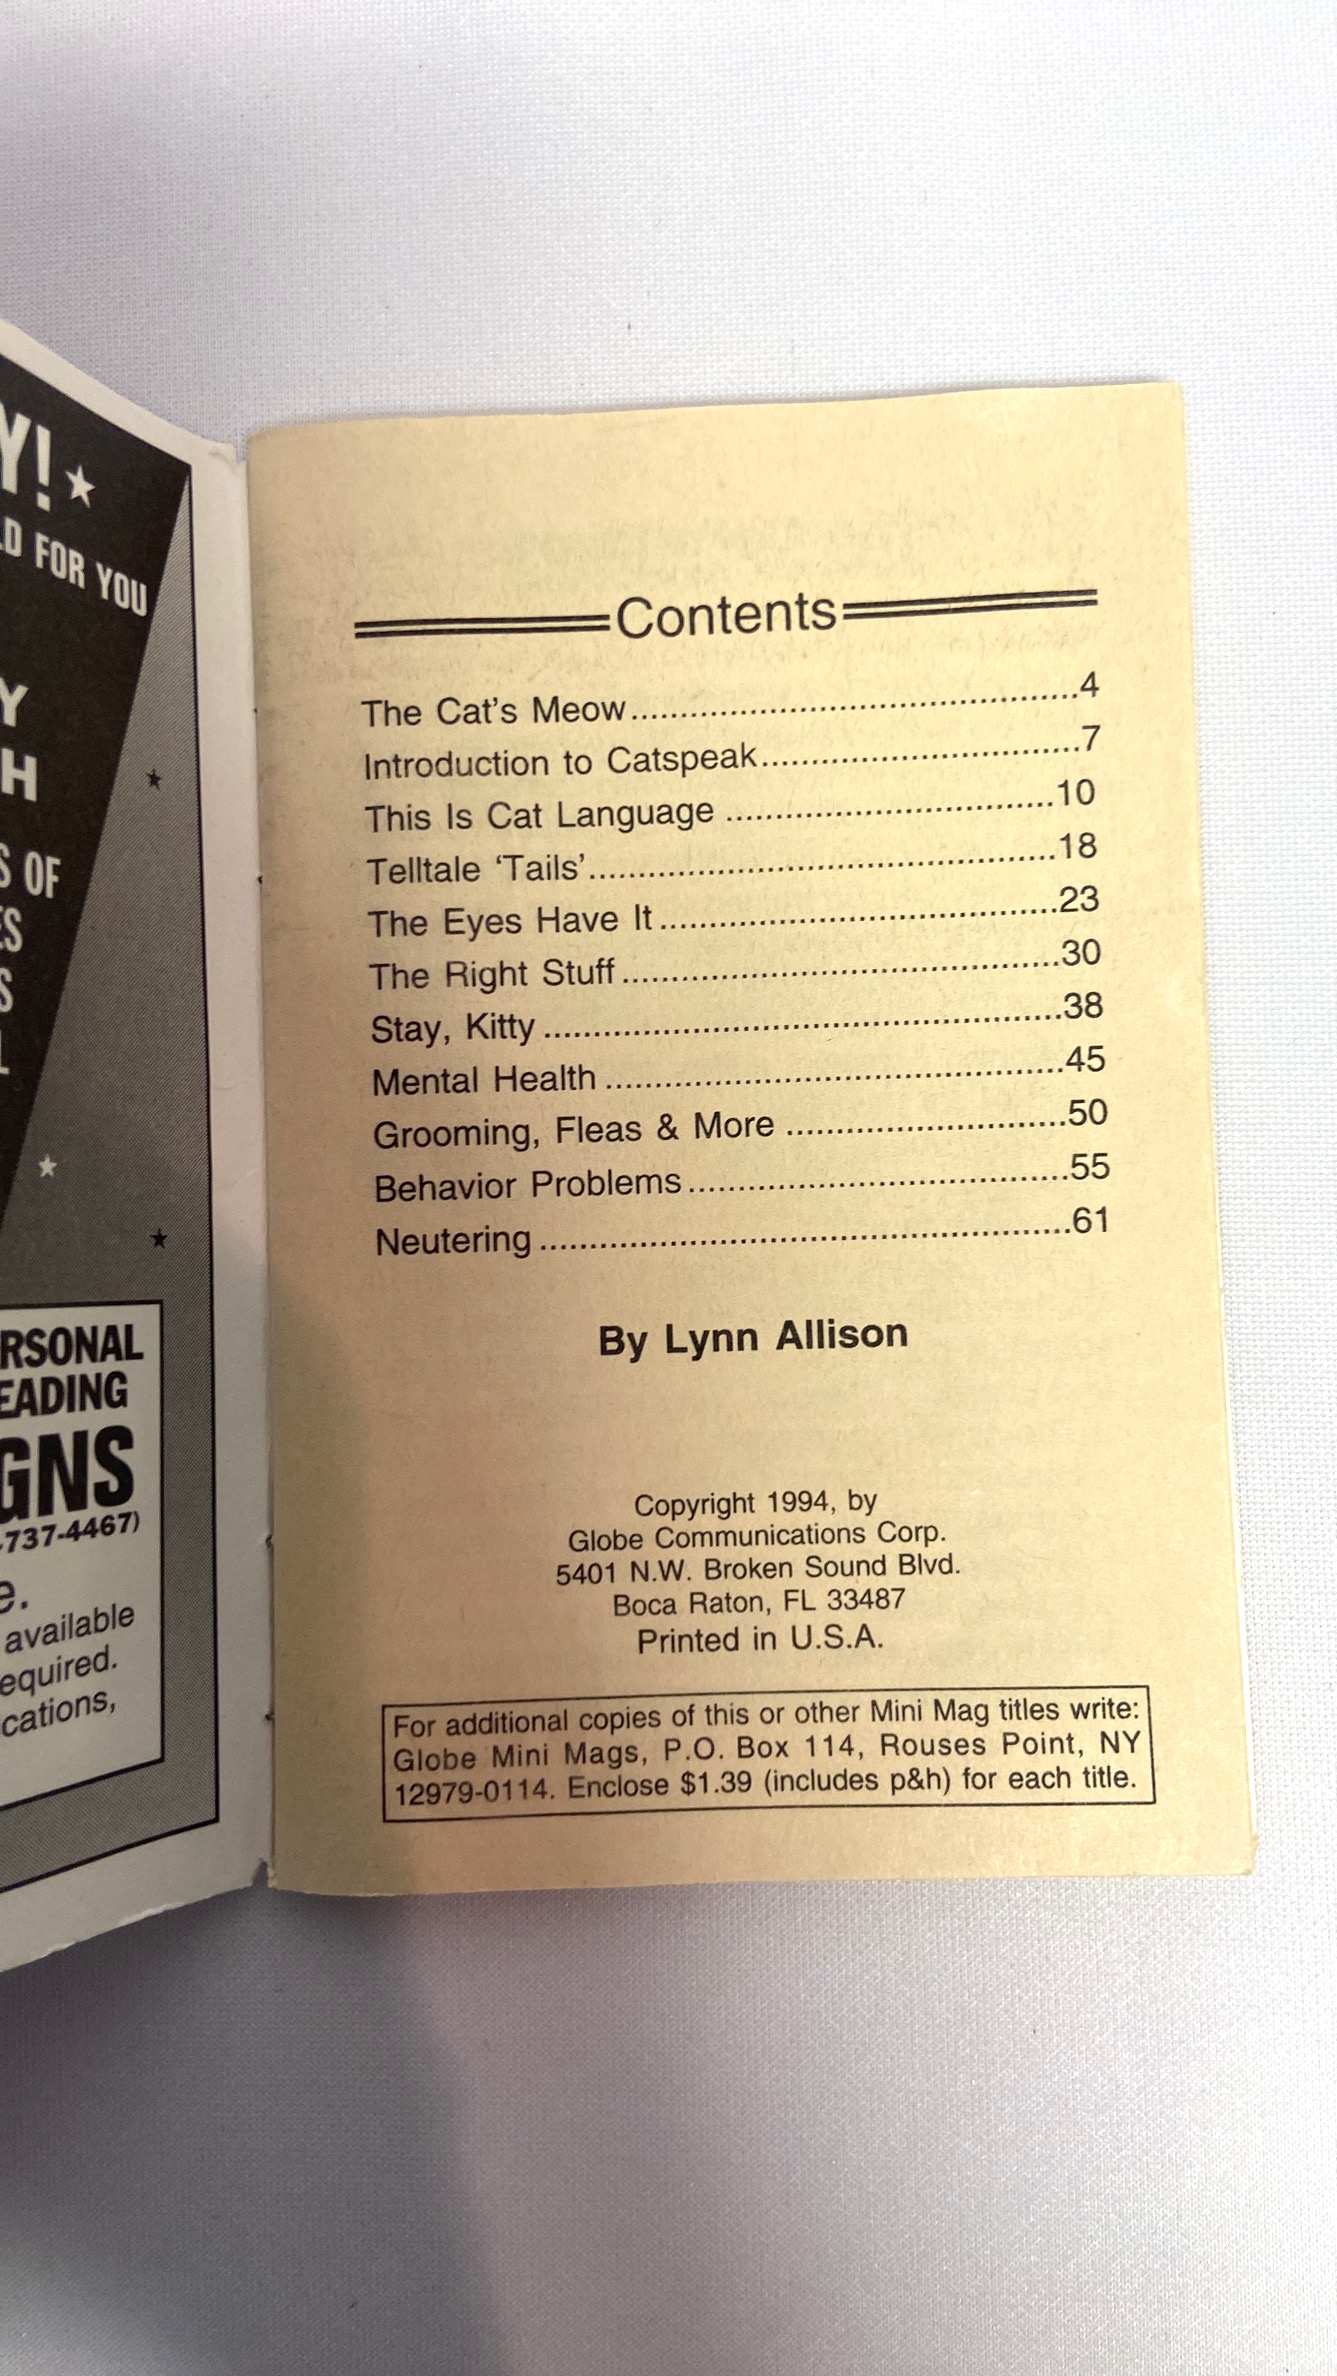 Y!
FOR YOU
Y
H
S OF
ES
S
L
RSONAL
EADING
GNS
-737-4467)
e.
available
equired.
cations,
Contents
The Cat's Meow..............................................4
Introduction to Catspeak.................................7
This Is Cat Language ..................................10
Telltale ‘Tails’................................................18
The Eyes Have It.........................................23
The Right Stuff.............................................30
Stay, Kitty.....................................................38
Mental Health ...............................................45
Grooming, Fleas & More .............................50
Behavior Problems.......................................55
Neutering......................................................61
By Lynn Allison
Copyright 1994, by
Globe Communications Corp.
5401 N.W. Broken Sound Blvd.
Boca Raton, FL 33487
Printed in U.S.A.
For additional copies of this or other Mini Mag titles write:
Globe Mini Mags, P.O. Box 114, Rouses Point, NY
12979-0114. Enclose $1.39 (includes p&h) for each title.